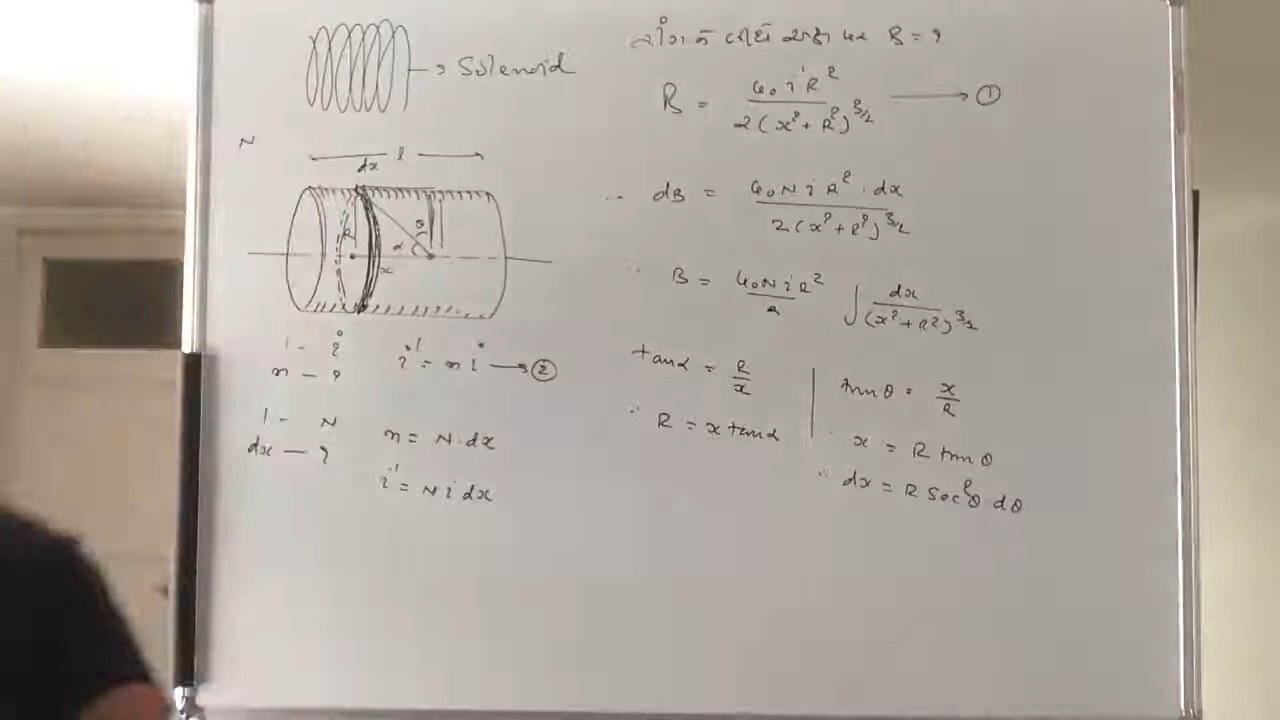 → Solenoid
N
l
dx
R
θ
α
x
1 - i
n - ?
i' = n i → ②
1 - N
dx - ?
n = N · dx
i' = N i dx
B = ?
B = μ₀ i' R² / 2(x² + R²)^3/2 → ①
∴ dB = μ₀ N i R² · dx / 2(x² + R²)^3/2
∴ B = μ₀ N i R² / 2 ∫ dx / (x² + R²)^3/2
tan α = R / x
∴ R = x tan α
tan θ = x / R
∴ x = R tan θ
∴ dx = R sec² θ dθ